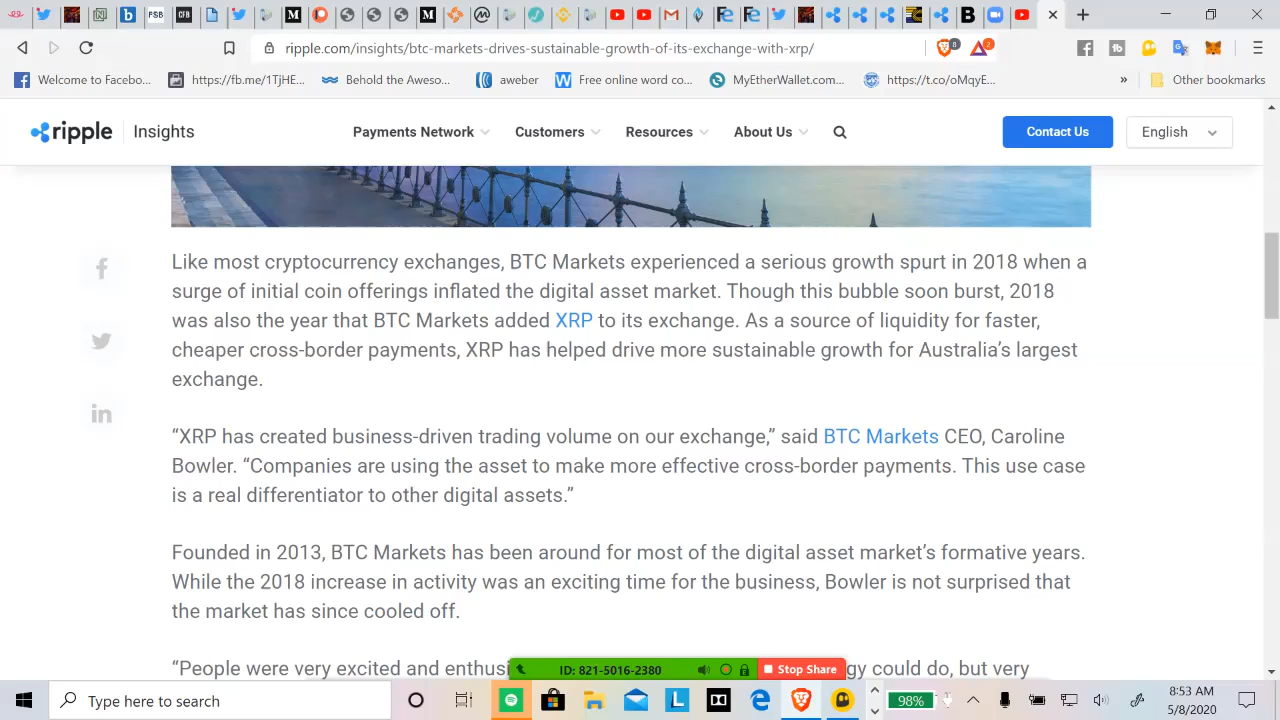 ripple.com/insights/btc-markets-drives-sustainable-growth-of-its-exchange-with-xrp/
8
2
Welcome to Facebo...
https://fb.me/1TjHE...
Behold the Aweso...
aweber
Free online word co...
MyEtherWallet.com...
https://t.co/oMqyE...
»
Other bookmarks
ripple
Insights
Payments Network
Customers
Resources
About Us
Contact Us
English
Like most cryptocurrency exchanges, BTC Markets experienced a serious growth spurt in 2018 when a
surge of initial coin offerings inflated the digital asset market. Though this bubble soon burst, 2018
was also the year that BTC Markets added XRP to its exchange. As a source of liquidity for faster,
cheaper cross-border payments, XRP has helped drive more sustainable growth for Australia’s largest
exchange.
“XRP has created business-driven trading volume on our exchange,” said BTC Markets CEO, Caroline
Bowler. “Companies are using the asset to make more effective cross-border payments. This use case
is a real differentiator to other digital assets.”
Founded in 2013, BTC Markets has been around for most of the digital asset market’s formative years.
While the 2018 increase in activity was an exciting time for the business, Bowler is not surprised that
the market has since cooled off.
“People were very excited and enthusi
gy could do, but very
ID: 821-5016-2380
Stop Share
Type here to search
98%
8:53 AM
5/8/2020